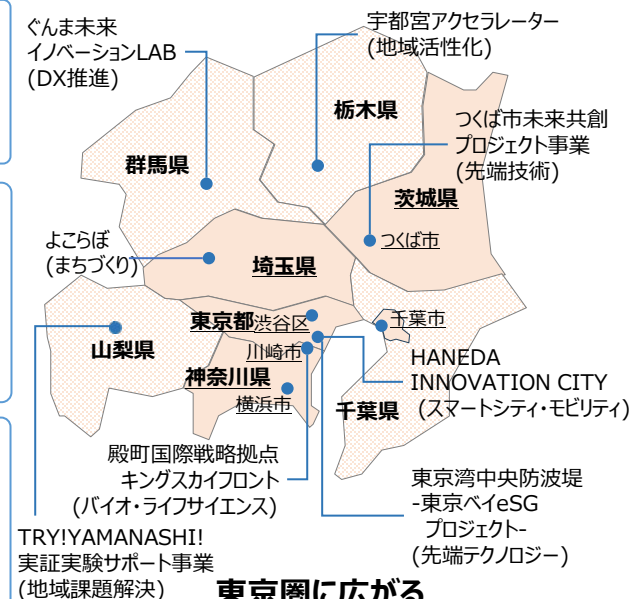 ぐんま未来
イノベーションLAB
(DX推進)
宇都宮アクセラレーター
(地域活性化)
栃木県
つくば市未来共創
プロジェクト事業
(先端技術)
群馬県
茨城県
つくば市
よこらぼ
(まちづくり)
埼玉県
東京都
渋谷区
千葉市
山梨県
川崎市
神奈川県
横浜市
千葉県
HANEDA
INNOVATION CITY
(スマートシティ・モビリティ)
殿町国際戦略拠点
キングスカイフロント
(バイオ・ライフサイエンス)
東京湾中央防波堤
-東京ベイeSG
プロジェクト-
(先端テクノロジー)
TRY!YAMANASHI!
実証実験サポート事業
(地域課題解決)
東京圏に広がる